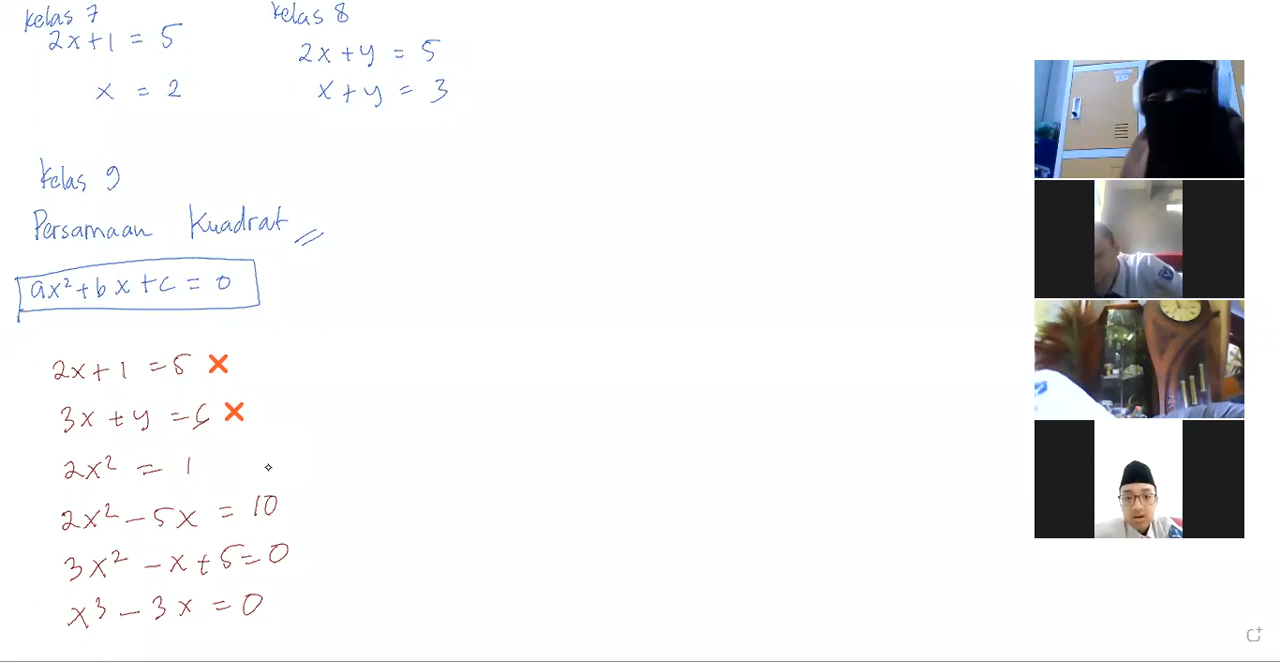 Kelas 7
2x+1 = 5
x = 2
Kelas 8
2x+y = 5
x+y = 3
Kelas 9
Persamaan Kuadrat
ax²+bx+c=0
2x+1=5 ×
3x+y= ×
2x² = 1
2x²-5x = 10
3x²-x+5=0
x³-3x=0